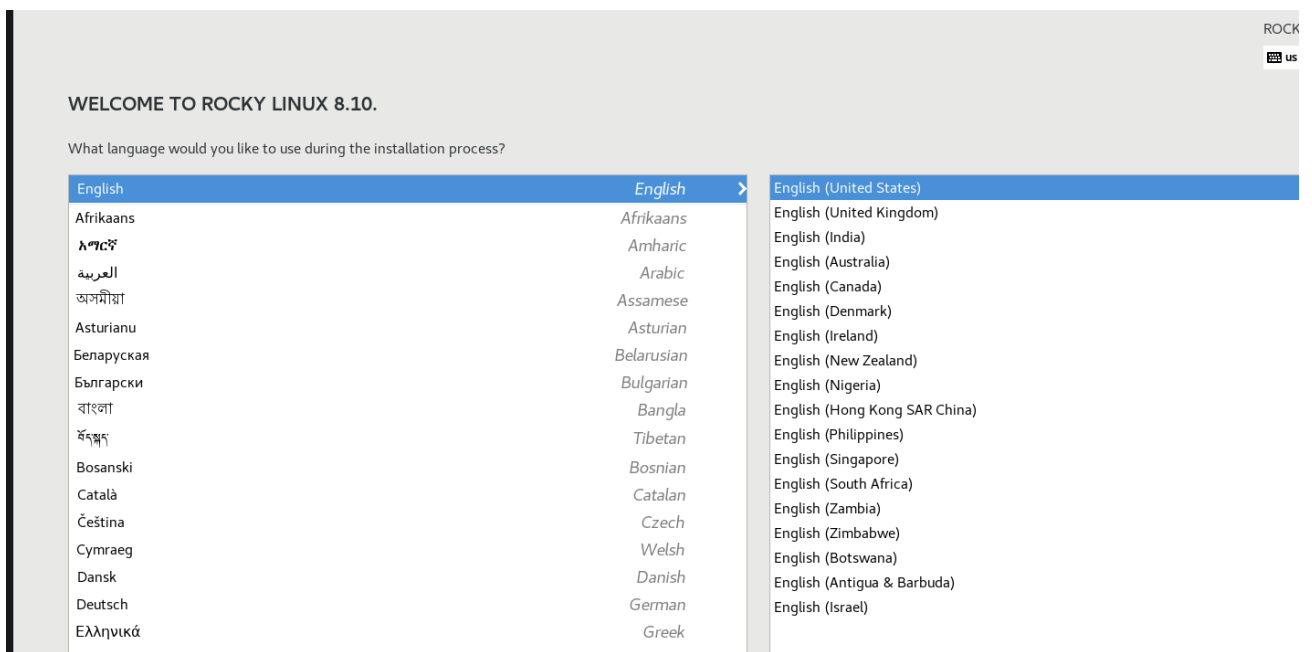 ROCK
us
WELCOME TO ROCKY LINUX 8.10.
What language would you like to use during the installation process?
English English
Afrikaans Afrikaans
አማርኛ Amharic
العربية Arabic
অসমীয়া Assamese
Asturianu Asturian
Беларуская Belarusian
Български Bulgarian
বাংলা Bangla
བོད་སྐད་ Tibetan
Bosanski Bosnian
Català Catalan
Čeština Czech
Cymraeg Welsh
Dansk Danish
Deutsch German
Ελληνικά Greek
English (United States)
English (United Kingdom)
English (India)
English (Australia)
English (Canada)
English (Denmark)
English (Ireland)
English (New Zealand)
English (Nigeria)
English (Hong Kong SAR China)
English (Philippines)
English (Singapore)
English (South Africa)
English (Zambia)
English (Zimbabwe)
English (Botswana)
English (Antigua & Barbuda)
English (Israel)